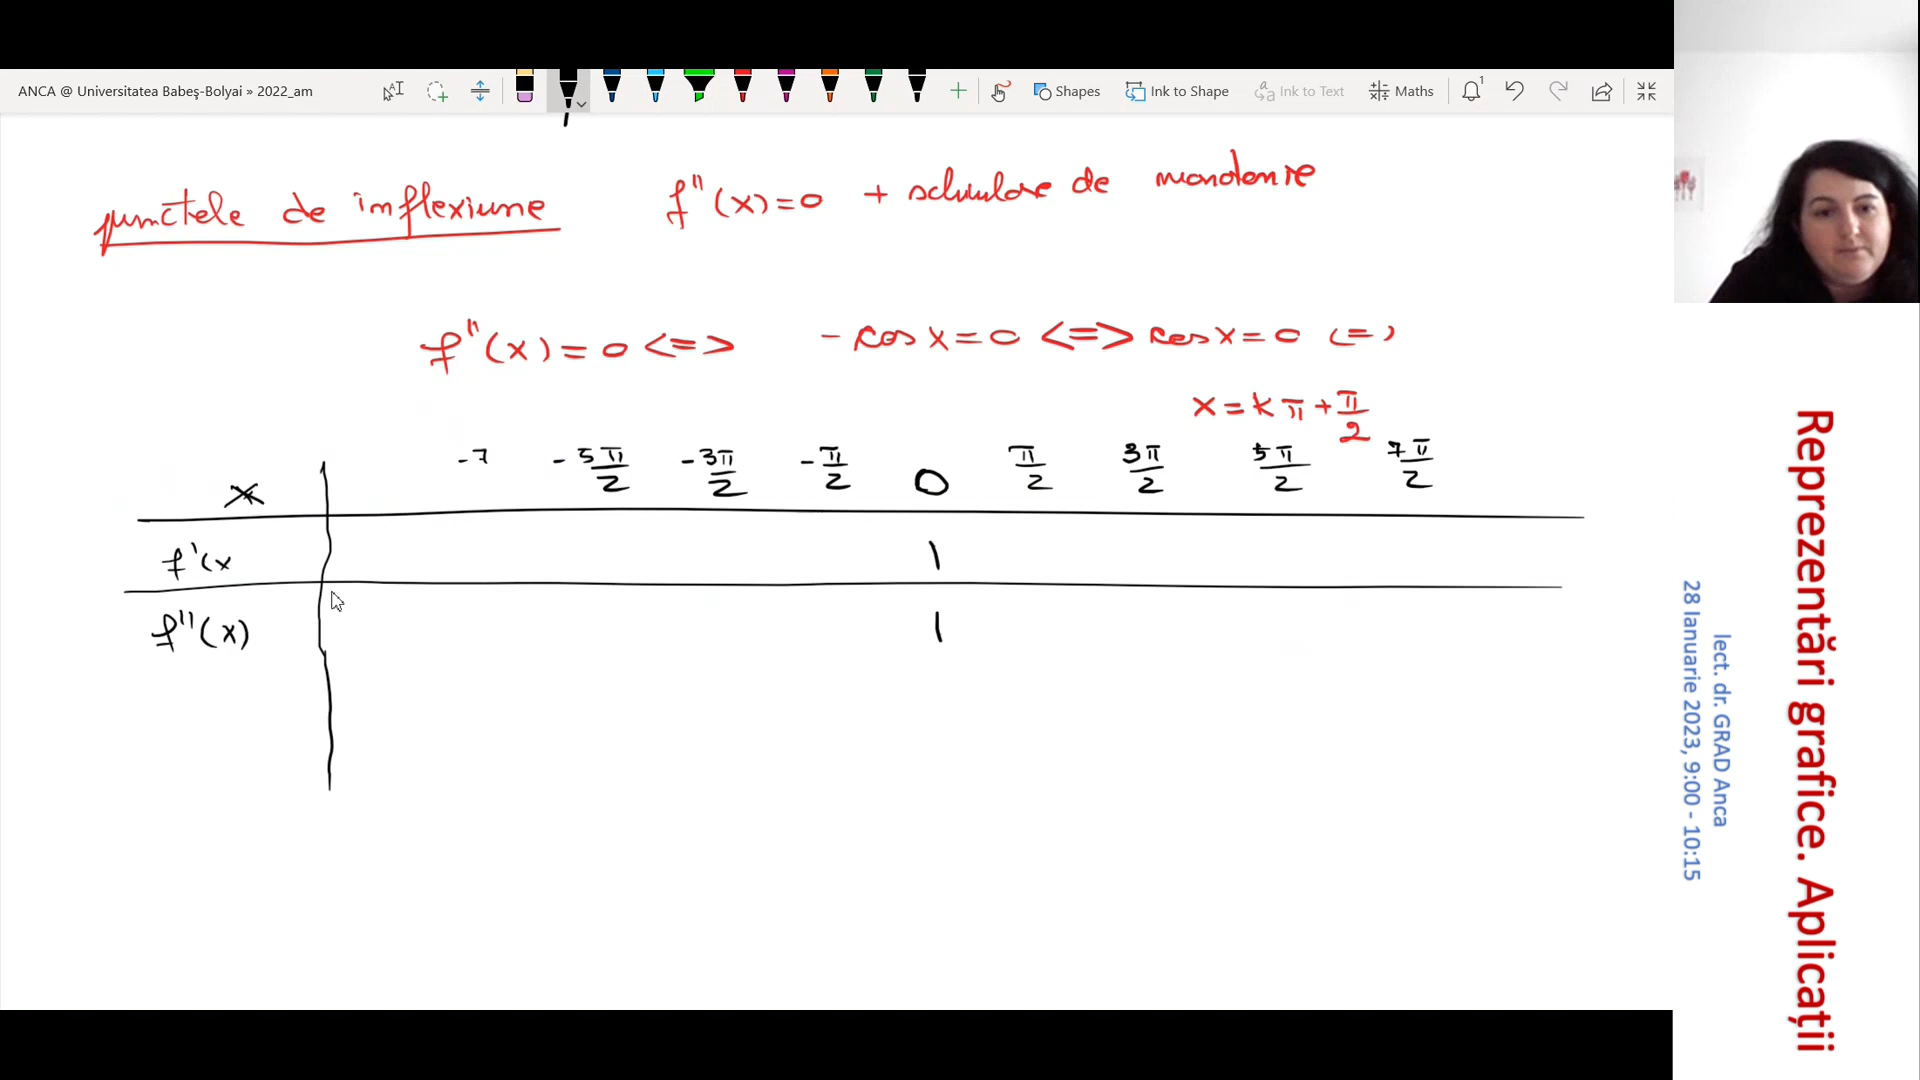 ANCA @ Universitatea Babeş-Bolyai » 2022_am
Shapes
Ink to Shape
Ink to Text
Maths
1
punctele de inflexiune f''(x)=0 + schimbare de monotonie
f''(x)=0 <=> -cos x=0 <=> cos x=0 <=>
x=kπ+π/2
x -7 -5π/2 -3π/2 -π/2 0 π/2 3π/2 5π/2 7π/2
f'(x
f''(x)
Reprezentări grafice. Aplicații
lect. dr. GRAD Anca
28 Ianuarie 2023, 9:00 - 10:15